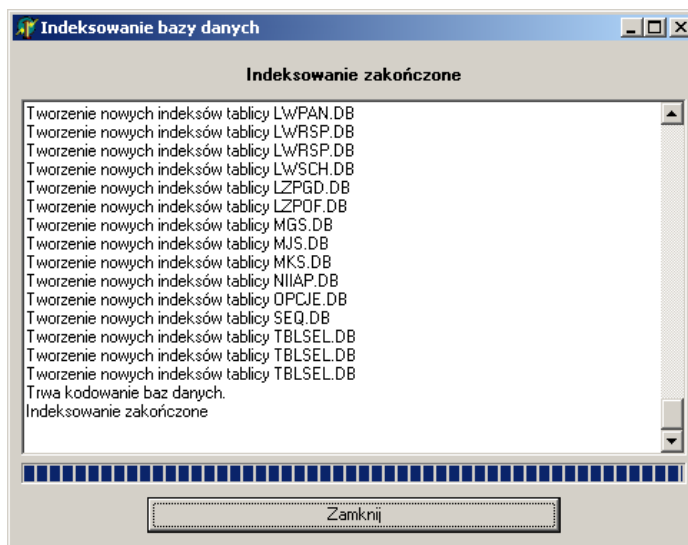 Indeksowanie bazy danych
Indeksowanie zakończone
Tworzenie nowych indeksów tablicy LWPAN.DB
Tworzenie nowych indeksów tablicy LWRSP.DB
Tworzenie nowych indeksów tablicy LWRSP.DB
Tworzenie nowych indeksów tablicy LWSCH.DB
Tworzenie nowych indeksów tablicy LZPGD.DB
Tworzenie nowych indeksów tablicy LZPOF.DB
Tworzenie nowych indeksów tablicy MGS.DB
Tworzenie nowych indeksów tablicy MJS.DB
Tworzenie nowych indeksów tablicy MKS.DB
Tworzenie nowych indeksów tablicy NIIAP.DB
Tworzenie nowych indeksów tablicy OPCJE.DB
Tworzenie nowych indeksów tablicy SEQ.DB
Tworzenie nowych indeksów tablicy TBLSEL.DB
Tworzenie nowych indeksów tablicy TBLSEL.DB
Tworzenie nowych indeksów tablicy TBLSEL.DB
Trwa kodowanie baz danych.
Indeksowanie zakończone
Zamknij